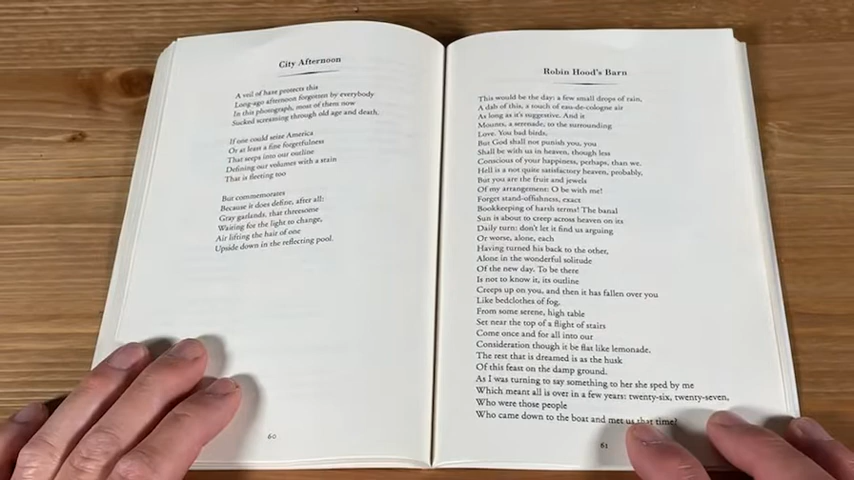 City Afternoon
A veil of haze protects this
Long-ago afternoon forgotten by everybody
In this photograph, most of them now
Sucked screaming through old age and death.
If one could seize America
Or at least a fine forgetfulness
That seeps into our outline
Defining our volumes with a stain
That is fleeting too
But commemorates
Because it does define, after all:
Gray garlands, that threesome
Waiting for the light to change,
Air lifting the hair of one
Upside down in the reflecting pool.
60
Robin Hood's Barn
This would be the day: a few small drops of rain,
A dab of this, a touch of eau-de-cologne air
As long as it's suggestive. And it
Mounts, a serenade, to the surrounding
Love. You bad birds,
But God shall not punish you, you
Shall be with us in heaven, though less
Conscious of your happiness, perhaps, than we.
Hell is a not quite satisfactory heaven, probably,
But you are the fruit and jewels
Of my arrangement: O be with me!
Forget stand-offishness, exact
Bookkeeping of harsh terms! The banal
Sun is about to creep across heaven on its
Daily turn: don't let it find us arguing
Or worse, alone, each
Having turned his back to the other,
Alone in the wonderful solitude
Of the new day. To be there
Is not to know it, its outline
Creeps up on you, and then it has fallen over you
Like bedclothes of fog.
From some serene, high table
Set near the top of a flight of stairs
Come once and for all into our
Consideration though it be flat like lemonade.
The rest that is dreamed is as the husk
Of this feast on the damp ground.
As I was turning to say something to her she sped by me
Which meant all is over in a few years: twenty-six, twenty-seven,
Who were those people
Who came down to the boat and met us that time?
61